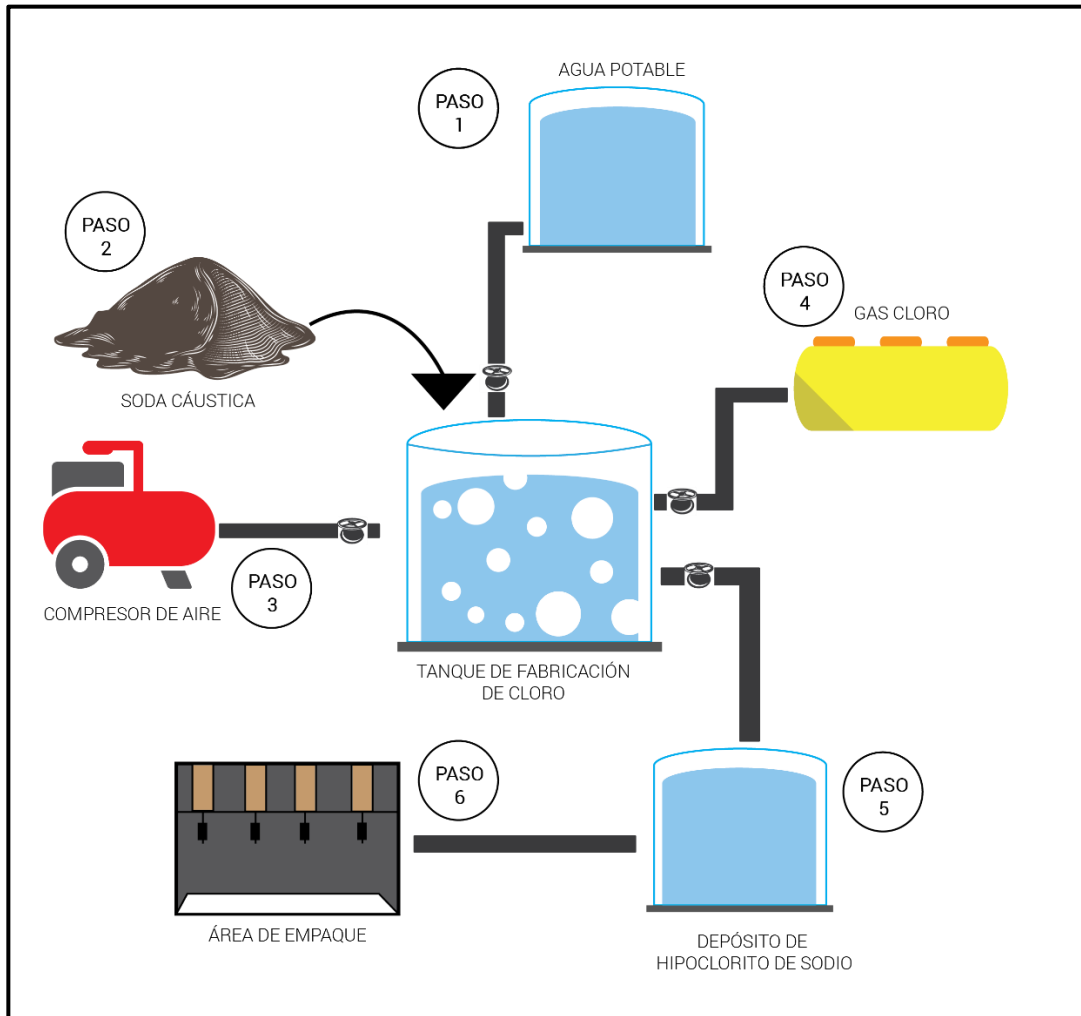 AGUA POTABLE
PASO
1
PASO
2
SODA CÁUSTICA
PASO
4
GAS CLORO
COMPRESOR DE AIRE
PASO
3
TANQUE DE FABRICACIÓN
DE CLORO
PASO
5
DEPÓSITO DE
HIPOCLORITO DE SODIO
PASO
6
ÁREA DE EMPAQUE